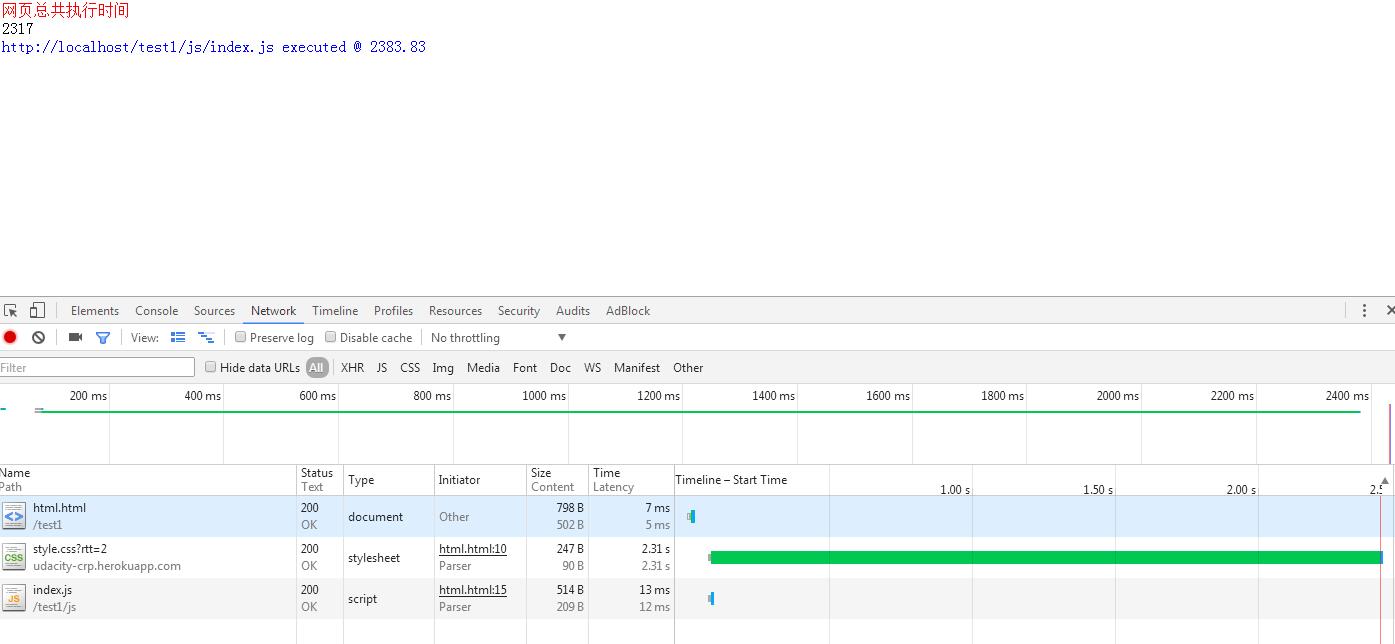 网页总共执行时间
2317
http://localhost/test1/js/index.js executed @ 2383.83
Elements Console Sources Network Timeline Profiles Resources Security Audits AdBlock
View: Preserve log Disable cache No throttling
Filter Hide data URLs All XHR JS CSS Img Media Font Doc WS Manifest Other
200 ms 400 ms 600 ms 800 ms 1000 ms 1200 ms 1400 ms 1600 ms 1800 ms 2000 ms 2200 ms 2400 ms
Name Status Type Initiator Size Time Timeline – Start Time
Path Text Content Latency 1.00 s 1.50 s 2.00 s
html.html 200 document Other 798 B 7 ms
/test1 OK 502 B 5 ms
CSS style.css?rtt=2 200 stylesheet html.html:10 247 B 2.31 s
udacity-crp.herokuapp.com OK Parser 90 B 2.31 s
JS index.js 200 script html.html:15 514 B 13 ms
/test1/js OK Parser 209 B 12 ms